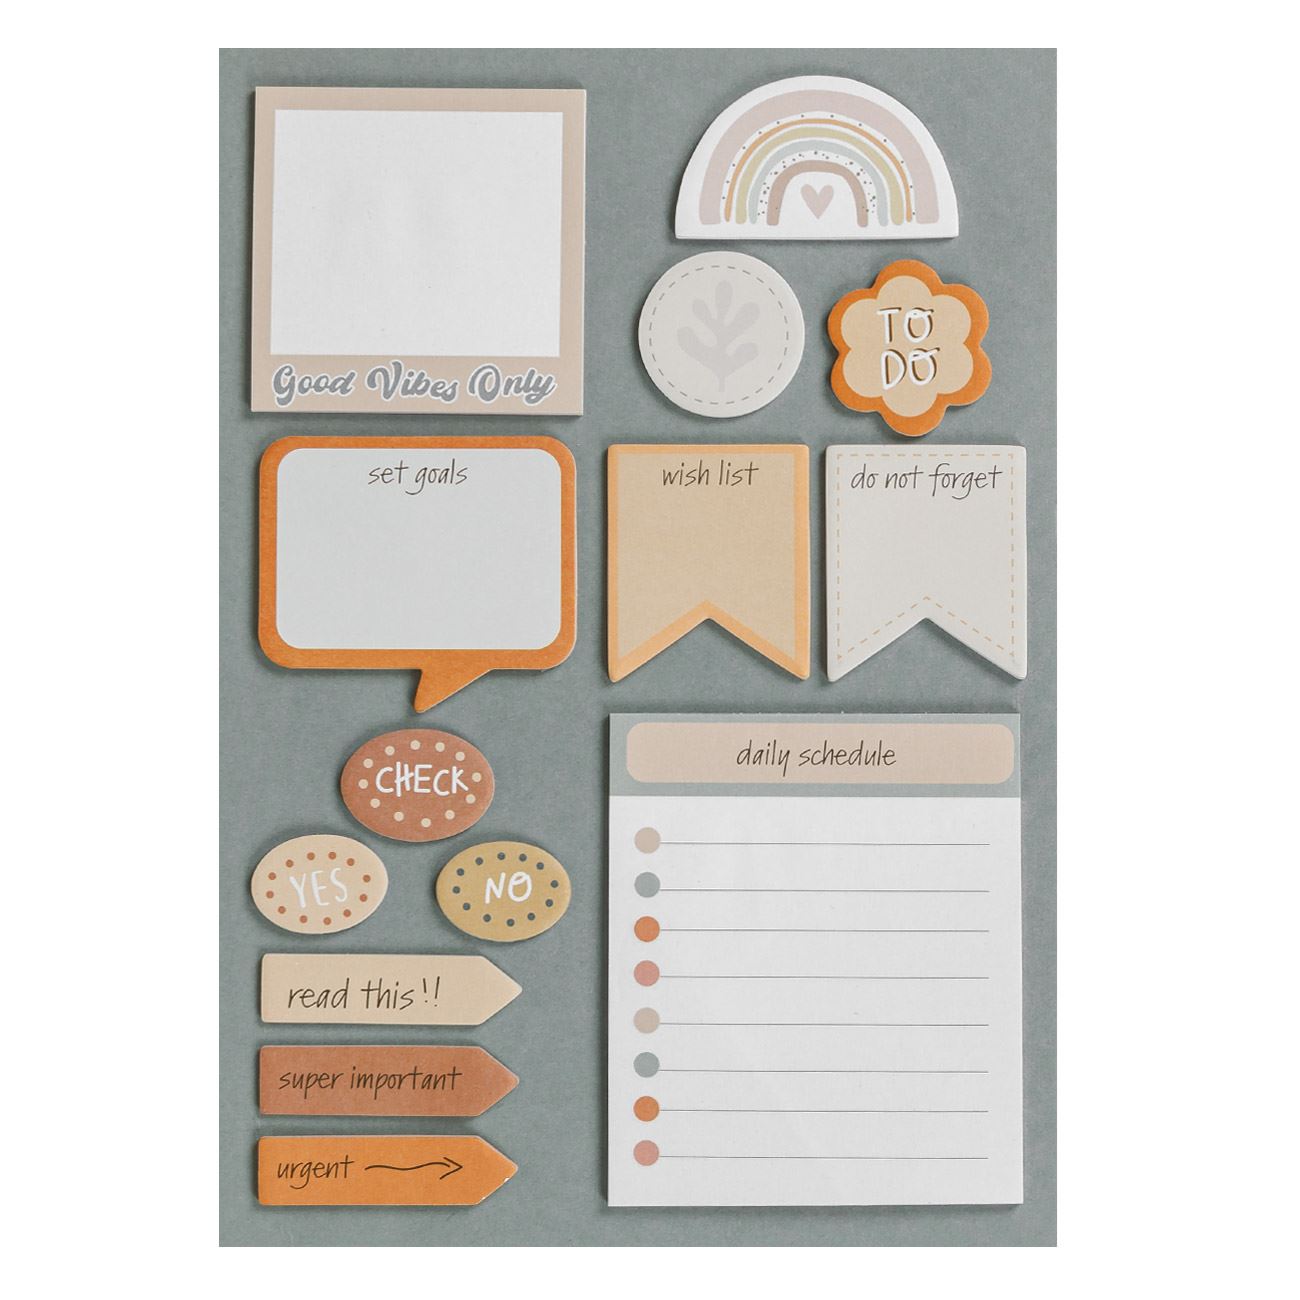 Good Vibes Only
TO
DO
set goals
wish list
do not forget
daily schedule
CHECK
YES
NO
read this!!
super important
urgent